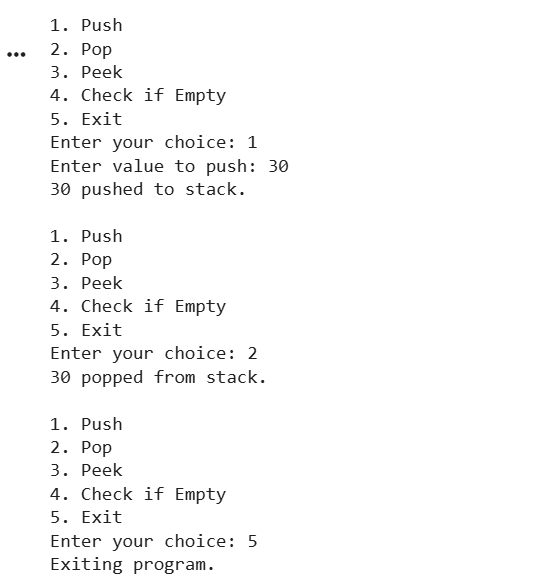 1. Push
2. Pop
3. Peek
4. Check if Empty
5. Exit
Enter your choice: 1
Enter value to push: 30
30 pushed to stack.

1. Push
2. Pop
3. Peek
4. Check if Empty
5. Exit
Enter your choice: 2
30 popped from stack.

1. Push
2. Pop
3. Peek
4. Check if Empty
5. Exit
Enter your choice: 5
Exiting program.